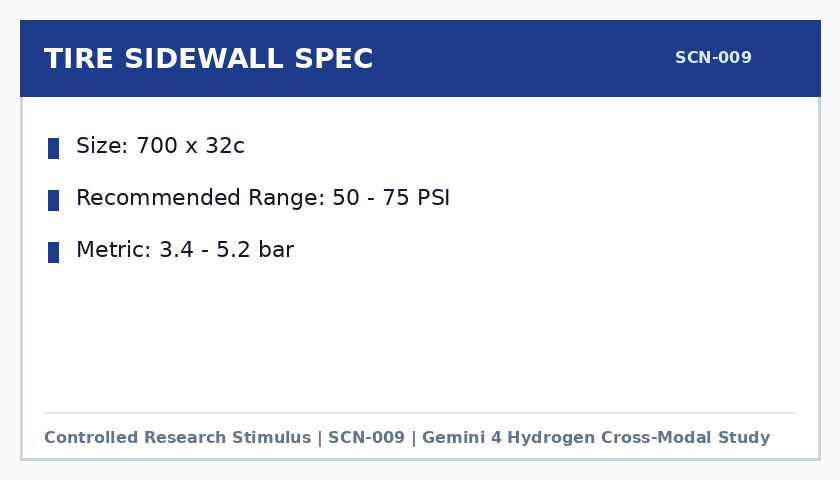 TIRE SIDEWALL SPEC
SCN-009
Size: 700 x 32c
Recommended Range: 50 - 75 PSI
Metric: 3.4 - 5.2 bar
Controlled Research Stimulus | SCN-009 | Gemini 4 Hydrogen Cross-Modal Study